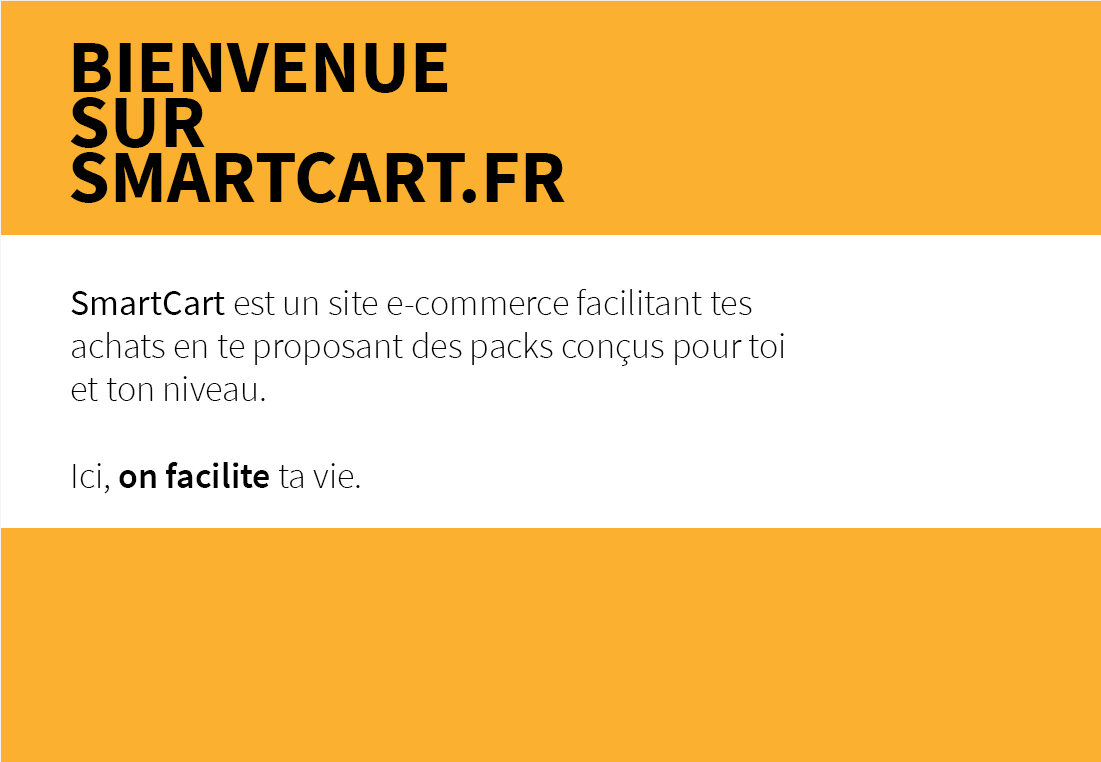 BIENVENUE
SUR
SMARTCART.FR
SmartCart est un site e-commerce facilitant tes
achats en te proposant des packs conçus pour toi
et ton niveau.
Ici, on facilite ta vie.